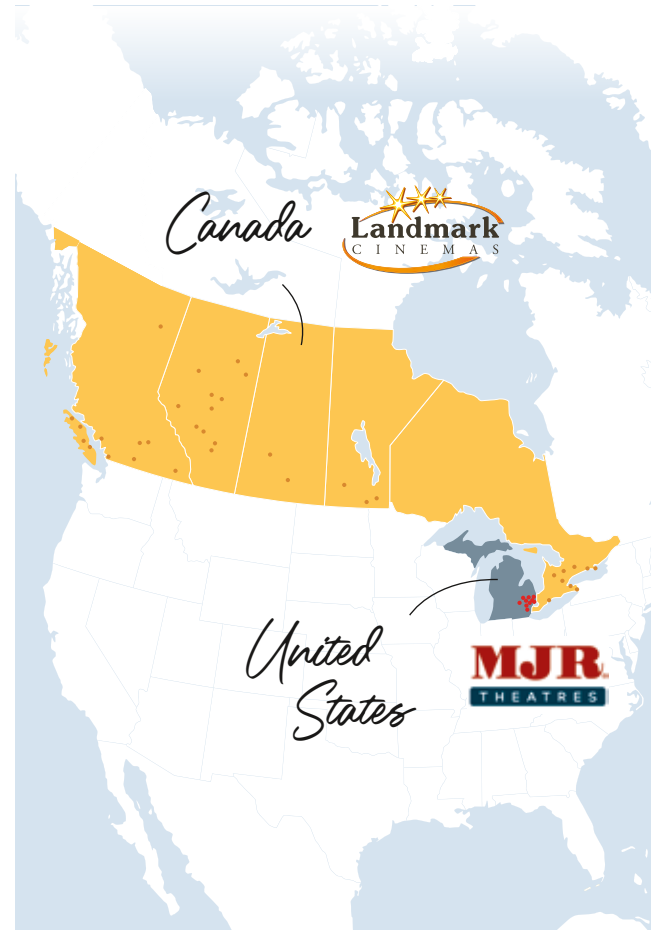 Canada
Landmark
CINEMAS
United
States
MJR
THEATRES